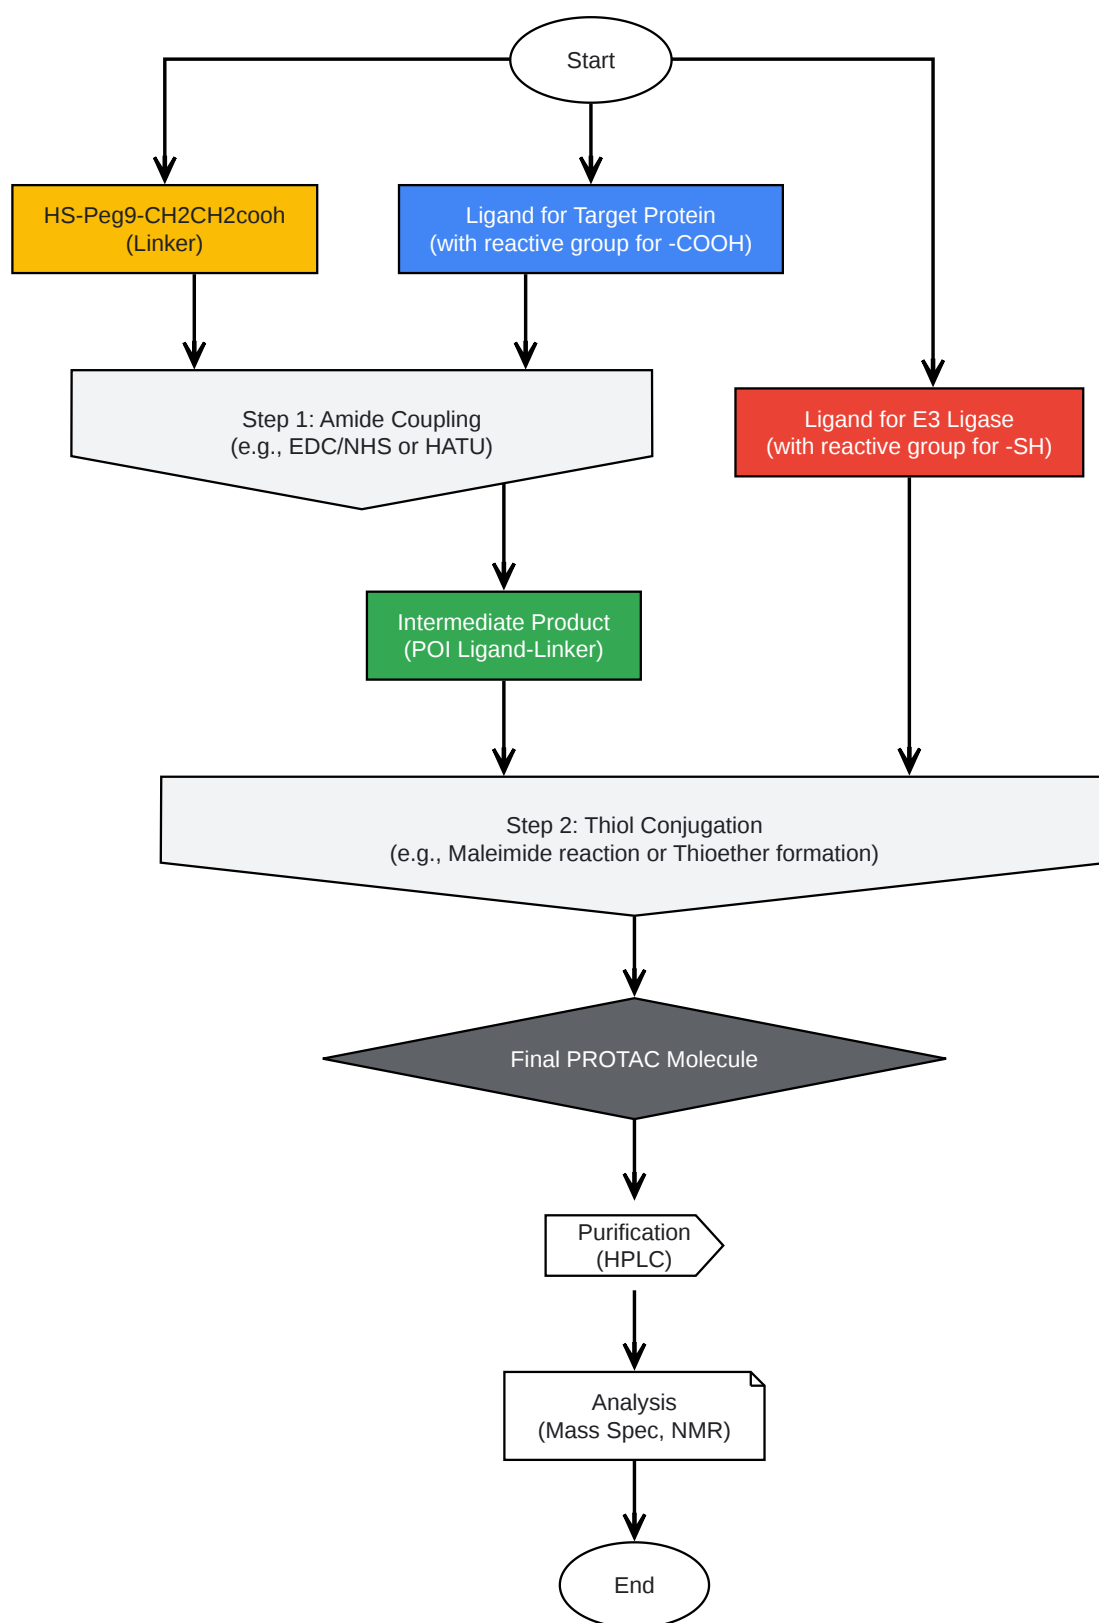 Start
HS-Peg9-CH2CH2cooh
(Linker)
Ligand for Target Protein
(with reactive group for -COOH)
Step 1: Amide Coupling
(e.g., EDC/NHS or HATU)
Ligand for E3 Ligase
(with reactive group for -SH)
Intermediate Product
(POI Ligand-Linker)
Step 2: Thiol Conjugation
(e.g., Maleimide reaction or Thioether formation)
Final PROTAC Molecule
Purification
(HPLC)
Analysis
(Mass Spec, NMR)
End